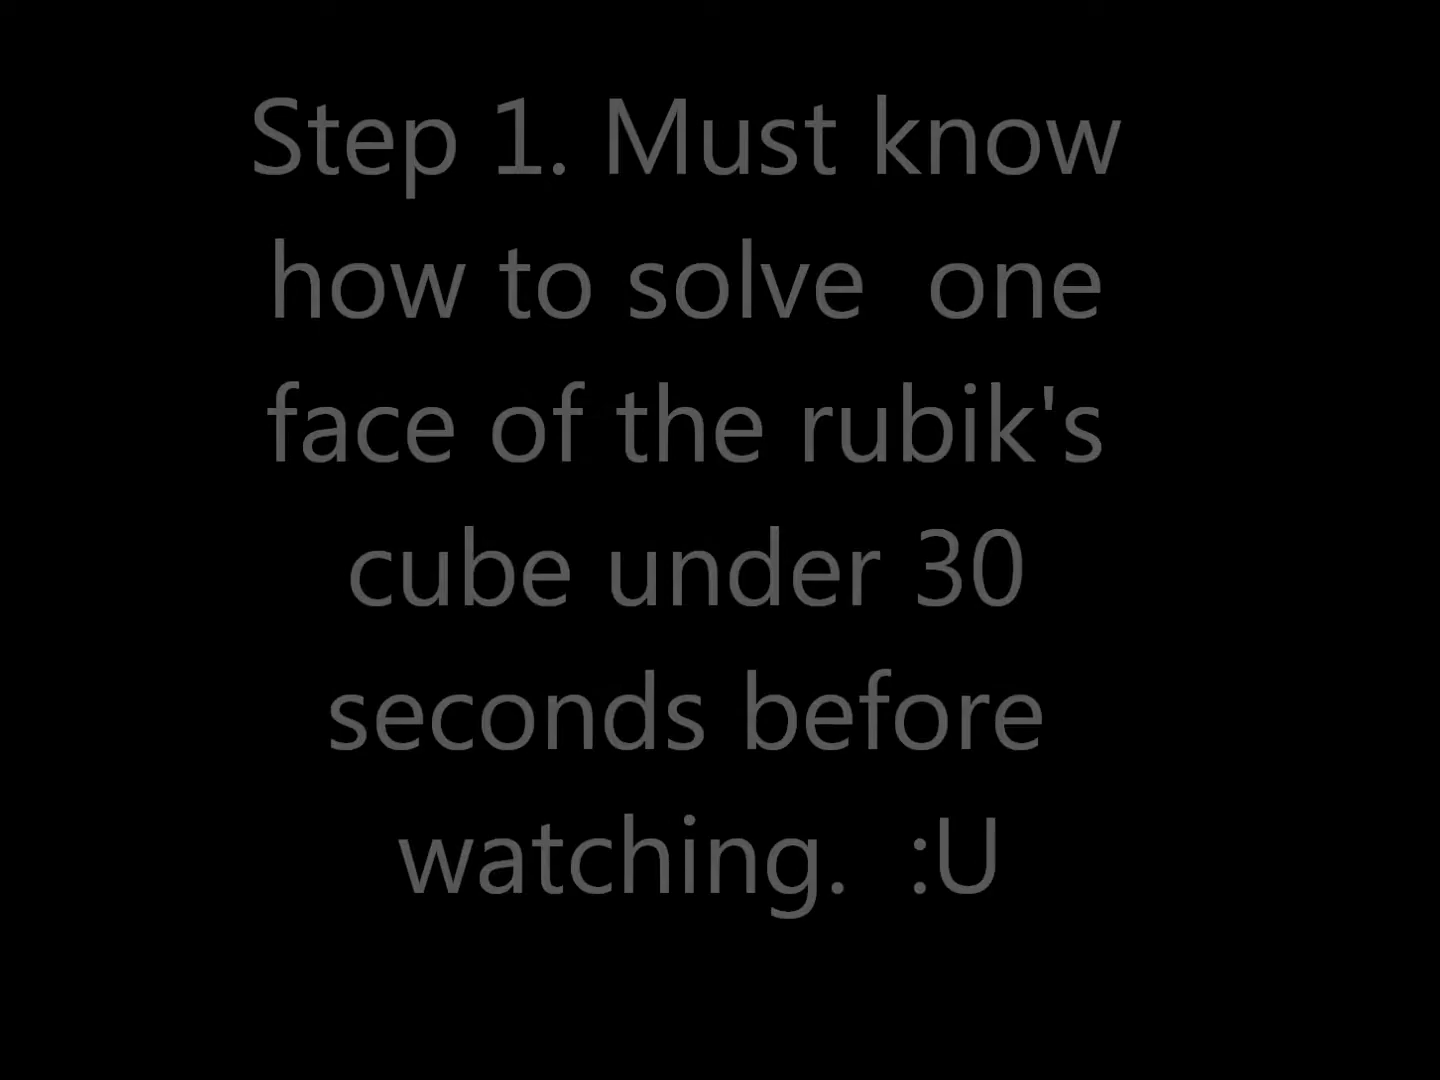 Step 1. Must know
how to solve  one
face of the rubik's
cube under 30
seconds before
watching.  :U